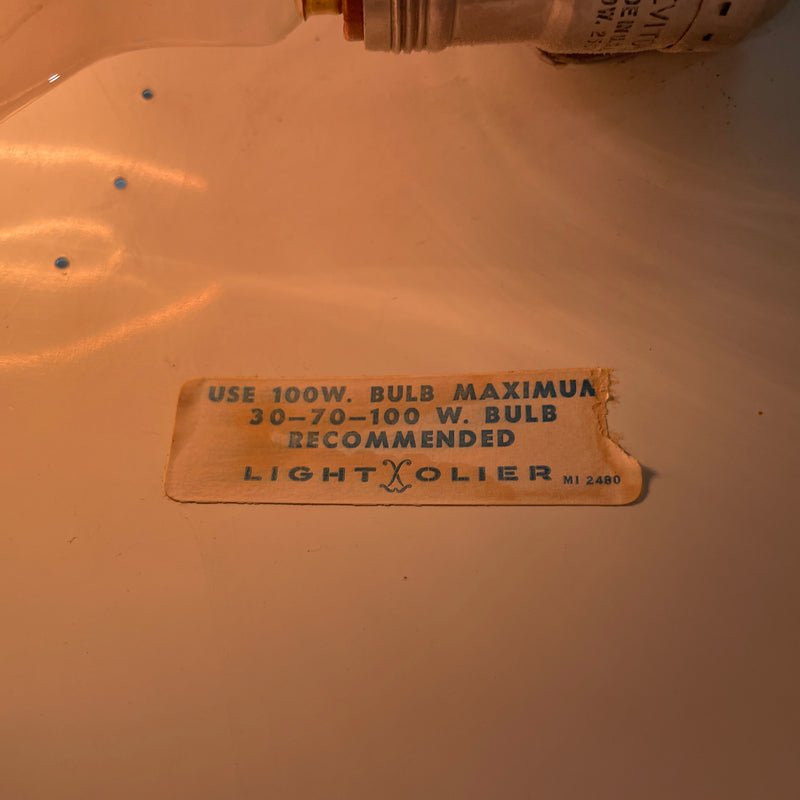 USE 100W. BULB MAXIMUM
30-70-100 W. BULB
RECOMMENDED
LIGHTOLIER MI 2480